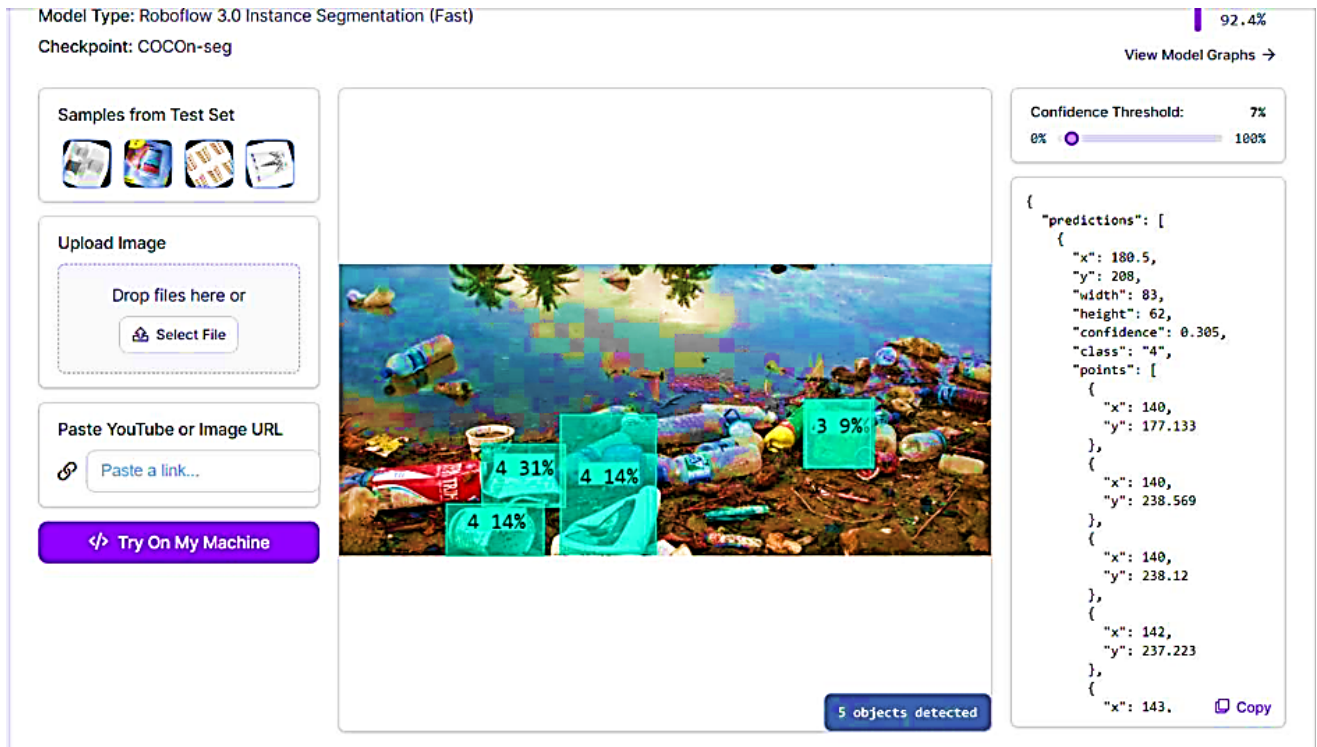 Model Type: Roboflow 3.0 Instance Segmentation (Fast)
92.4%
Checkpoint: COCOn-seg
View Model Graphs →
Samples from Test Set
Upload Image
Drop files here or
Select File
Paste YouTube or Image URL
Paste a link...
</> Try On My Machine
4 31%
4 14%
3 9%
4 14%
5 objects detected
Confidence Threshold: 7%
0% 100%
{
"predictions": [
{
"x": 180.5,
"y": 208,
"width": 83,
"height": 62,
"confidence": 0.305,
"class": "4",
"points": [
{
"x": 140,
"y": 177.133
},
{
"x": 140,
"y": 238.569
},
{
"x": 140,
"y": 238.12
},
{
"x": 142,
"y": 237.223
},
{
"x": 143,
Copy